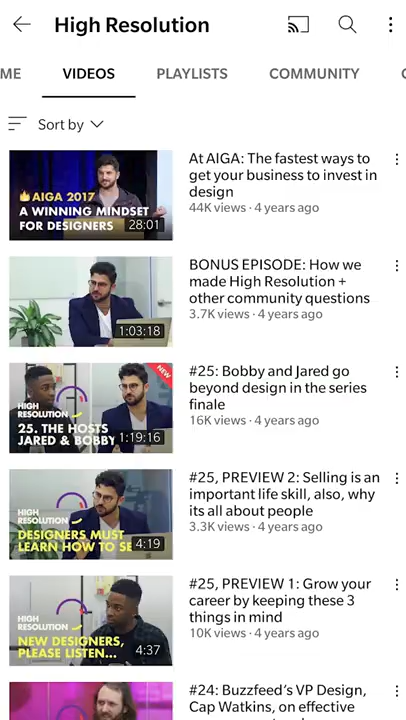 High Resolution
ME VIDEOS PLAYLISTS COMMUNITY
Sort by
AIGA 2017
A WINNING MINDSET
FOR DESIGNERS
28:01
At AIGA: The fastest ways to
get your business to invest in
design
44K views · 4 years ago
1:03:18
BONUS EPISODE: How we
made High Resolution +
other community questions
3.7K views · 4 years ago
NEW
HIGH
RESOLUTION
25. THE HOSTS
JARED & BOBBY
1:19:16
#25: Bobby and Jared go
beyond design in the series
finale
16K views · 4 years ago
HIGH
RESOLUTION
DESIGNERS MUST
LEARN HOW TO SE
4:19
#25, PREVIEW 2: Selling is an
important life skill, also, why
its all about people
3.3K views · 4 years ago
HIGH
RESOLUTION
NEW DESIGNERS,
PLEASE LISTEN...
4:37
#25, PREVIEW 1: Grow your
career by keeping these 3
things in mind
10K views · 4 years ago
#24: Buzzfeed's VP Design,
Cap Watkins, on effective